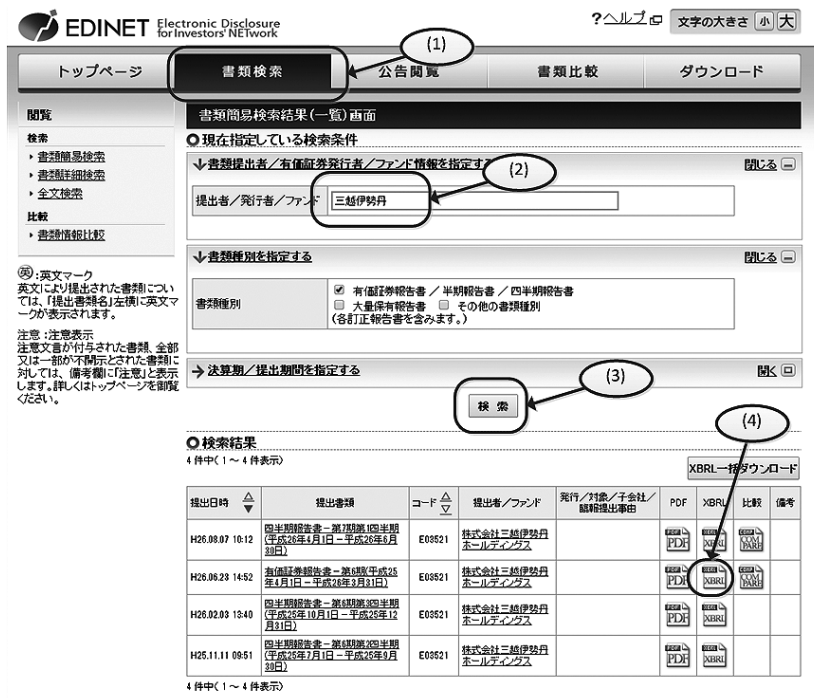 EDINET Electronic Disclosure for Investors' NETwork
?ヘルプ 文字の大きさ 小 大
(1)
トップページ 書類検索 公告閲覧 書類比較 ダウンロード
閲覧
検索
書類簡易検索
書類詳細検索
全文検索
比較
書類情報比較
英:英文マーク
英文により提出された書類については、「提出書類名」左横に英文マークが表示されます。
注意:注意表示
注意文言が付与された書類、全部又は一部が不開示とされた書類に対しては、備考欄に「注意」と表示します。詳しくはトップページを御覧ください。
書類簡易検索結果(一覧)画面
現在指定している検索条件
書類提出者/有価証券発行者/ファンド情報を指定する 閉じる
(2)
提出者/発行者/ファンド 三越伊勢丹
書類種別を指定する 閉じる
書類種別
有価証券報告書 / 半期報告書 / 四半期報告書
大量保有報告書 その他の書類種別
(各訂正報告書を含みます。)
決算期/提出期間を指定する 開く
(3)
検索
(4)
検索結果
4件中(1~4件表示)
XBRL一括ダウンロード
提出日時 提出書類 コード 提出者/ファンド 発行/対象/子会社/臨報提出事由 PDF XBRL 比較 備考
H26.08.07 10:12 四半期報告書-第7期第1四半期(平成26年4月1日-平成26年6月30日) E03521 株式会社三越伊勢丹ホールディングス PDF XBRL COMPARE
H26.06.23 14:52 有価証券報告書-第6期(平成25年4月1日-平成26年3月31日) E03521 株式会社三越伊勢丹ホールディングス PDF XBRL COMPARE
H26.02.03 13:40 四半期報告書-第6期第3四半期(平成25年10月1日-平成25年12月31日) E03521 株式会社三越伊勢丹ホールディングス PDF XBRL
H25.11.11 09:51 四半期報告書-第6期第2四半期(平成25年7月1日-平成25年9月30日) E03521 株式会社三越伊勢丹ホールディングス PDF XBRL
4件中(1~4件表示)